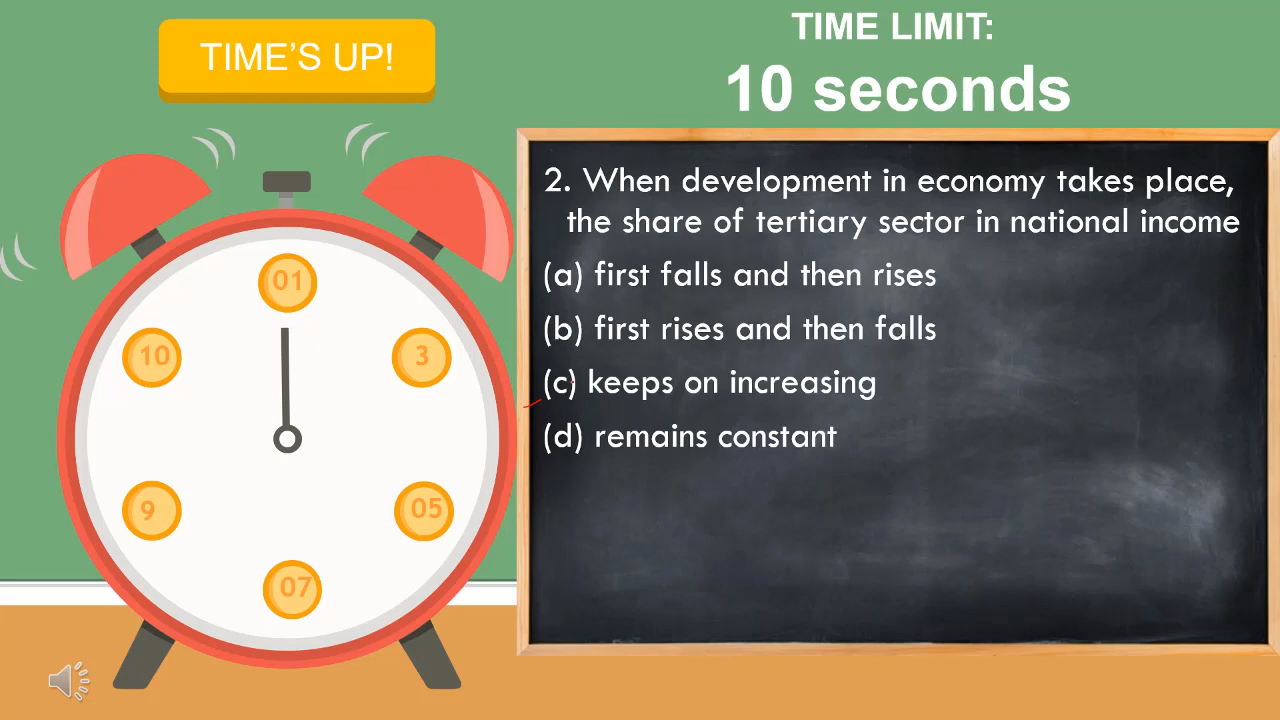 TIME'S UP!
TIME LIMIT:
10 seconds
01
10
3
9
05
07
2. When development in economy takes place,
the share of tertiary sector in national income
(a) first falls and then rises
(b) first rises and then falls
(c) keeps on increasing
(d) remains constant